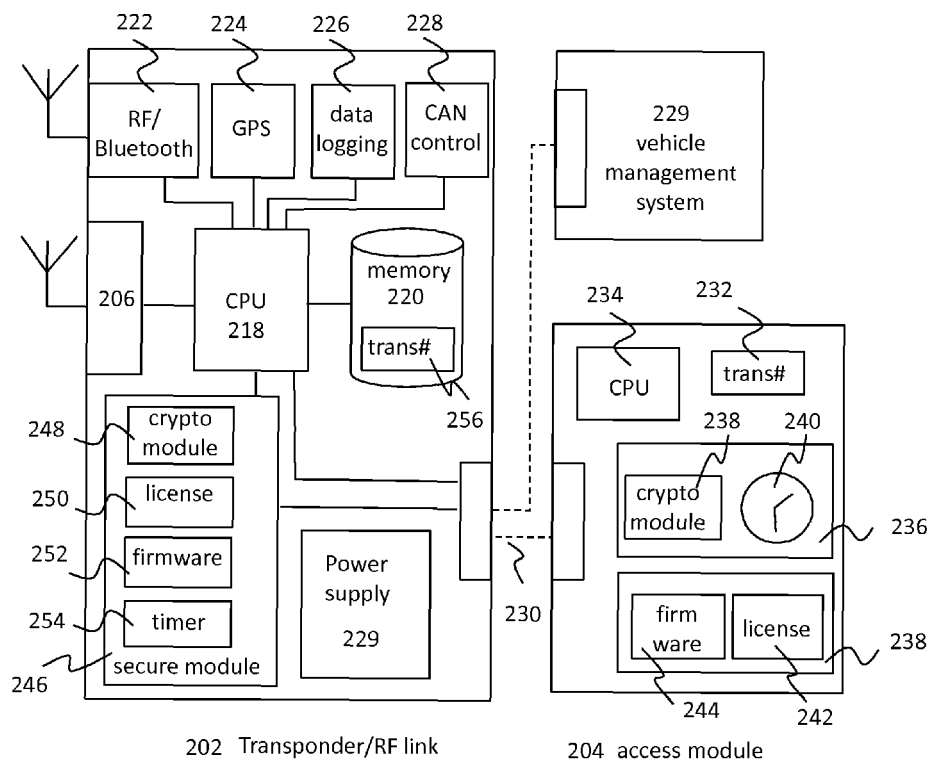 222
224
226
228
RF/
Bluetooth
GPS
data
logging
CAN
control
229
vehicle
management
system
206
CPU
218
memory
220
trans#
256
234
232
CPU
trans#
248
crypto
module
250
license
252
firmware
254
timer
246
secure module
Power
supply
229
230
238
240
crypto
module
236
firm
ware
license
238
244
242
202 Transponder/RF link
204 access module